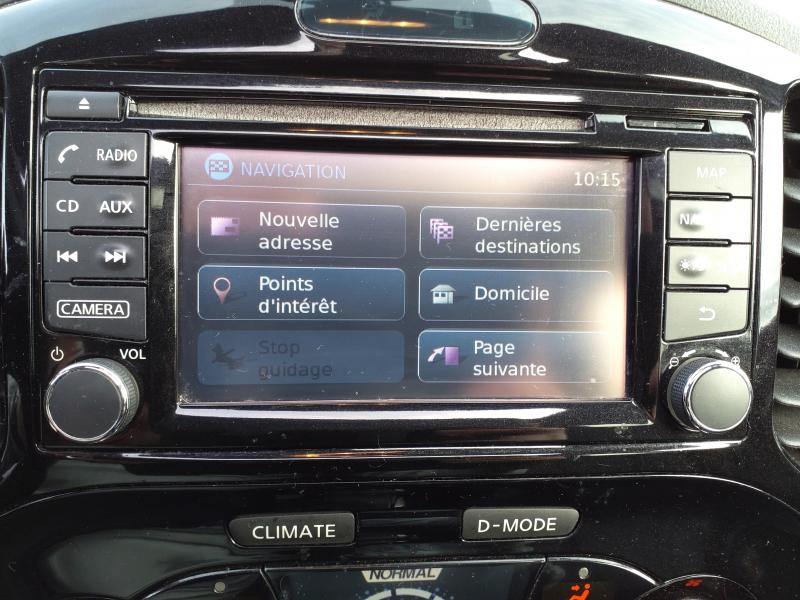 RADIO
CD AUX
CAMERA
VOL
NAVIGATION
10:15
Nouvelle
adresse
Dernières
destinations
Points
d'intérêt
Domicile
Stop
guidage
Page
suivante
MAP
CLIMATE
D-MODE
NORMAL